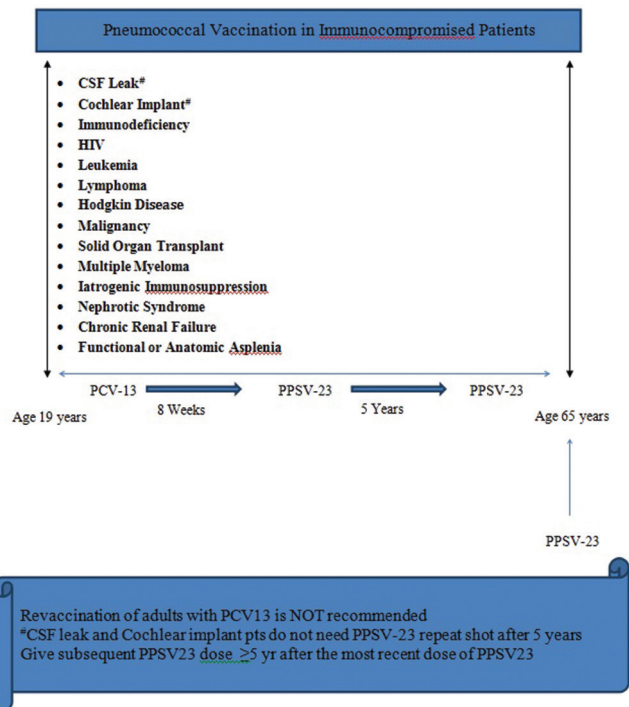 Pneumococcal Vaccination in Immunocompromised Patients
• CSF Leak#
• Cochlear Implant#
• Immunodeficiency
• HIV
• Leukemia
• Lymphoma
• Hodgkin Disease
• Malignancy
• Solid Organ Transplant
• Multiple Myeloma
• Iatrogenic Immunosuppression
• Nephrotic Syndrome
• Chronic Renal Failure
• Functional or Anatomic Asplenia
PCV-13 PPSV-23 PPSV-23
8 Weeks 5 Years
Age 19 years Age 65 years
PPSV-23
Revaccination of adults with PCV13 is NOT recommended
#CSF leak and Cochlear implant pts do not need PPSV-23 repeat shot after 5 years
Give subsequent PPSV23 dose ≥5 yr after the most recent dose of PPSV23